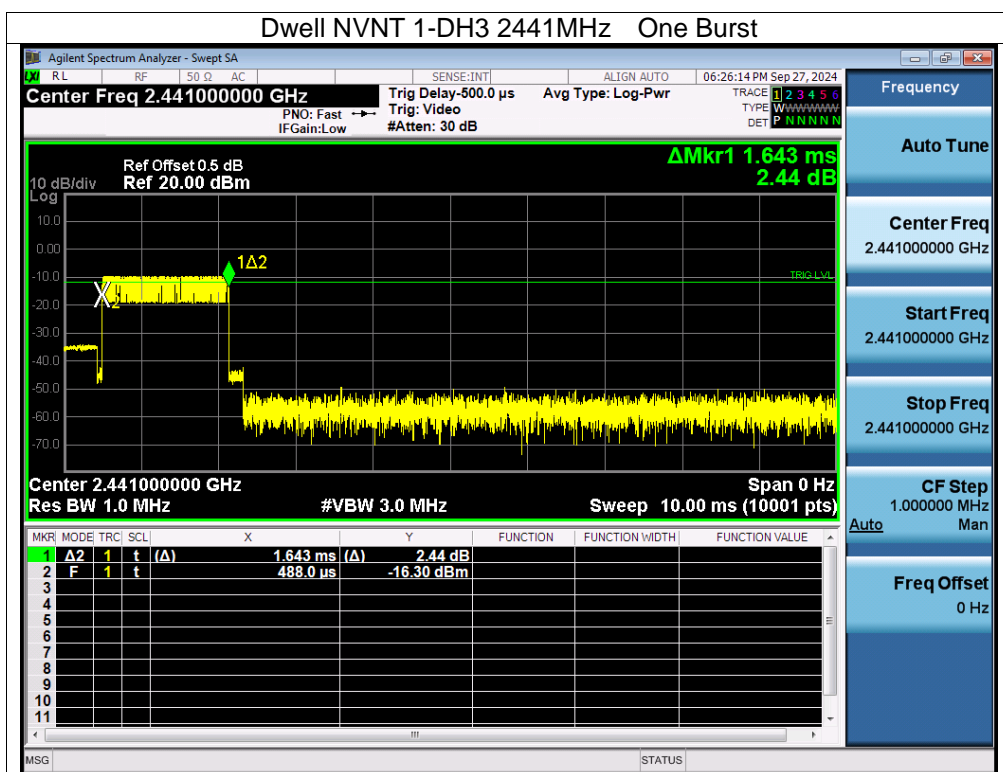 Dwell NVNT 1-DH3 2441MHz One Burst
Agilent Spectrum Analyzer - Swept SA
LXI RL RF 50 Ω AC SENSE:INT ALIGN AUTO 06:26:14 PM Sep 27, 2024
Center Freq 2.441000000 GHz Trig Delay-500.0 µs Avg Type: Log-Pwr TRACE 1 2 3 4 5 6
PNO: Fast Trig: Video TYPE WWWWWW
IFGain:Low #Atten: 30 dB DET P N N N N N
Frequency
ΔMkr1 1.643 ms
2.44 dB
Ref Offset 0.5 dB
10 dB/div Ref 20.00 dBm
Log
10.0
0.00
-10.0
-20.0
-30.0
-40.0
-50.0
-60.0
-70.0
1Δ2
TRIG LVL
X2
Center 2.441000000 GHz Span 0 Hz
Res BW 1.0 MHz #VBW 3.0 MHz Sweep 10.00 ms (10001 pts)
MKR MODE TRC SCL X Y FUNCTION FUNCTION WIDTH FUNCTION VALUE
1 Δ2 1 t (Δ) 1.643 ms (Δ) 2.44 dB
2 F 1 t 488.0 µs -16.30 dBm
3
4
5
6
7
8
9
10
11
MSG STATUS
Auto Tune
Center Freq
2.441000000 GHz
Start Freq
2.441000000 GHz
Stop Freq
2.441000000 GHz
CF Step
1.000000 MHz
Auto Man
Freq Offset
0 Hz